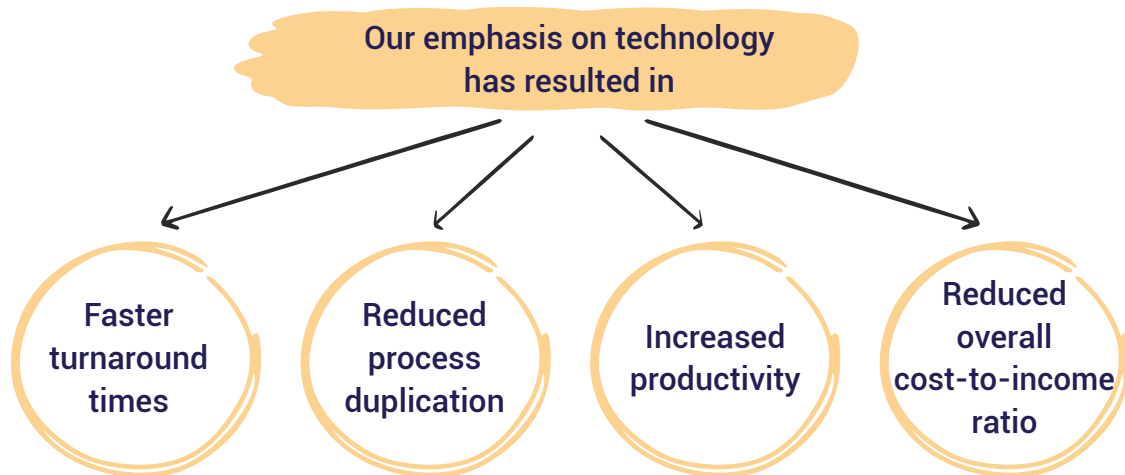 Our emphasis on technology
has resulted in
Faster
turnaround
times
Reduced
process
duplication
Increased
productivity
Reduced
overall
cost-to-income
ratio